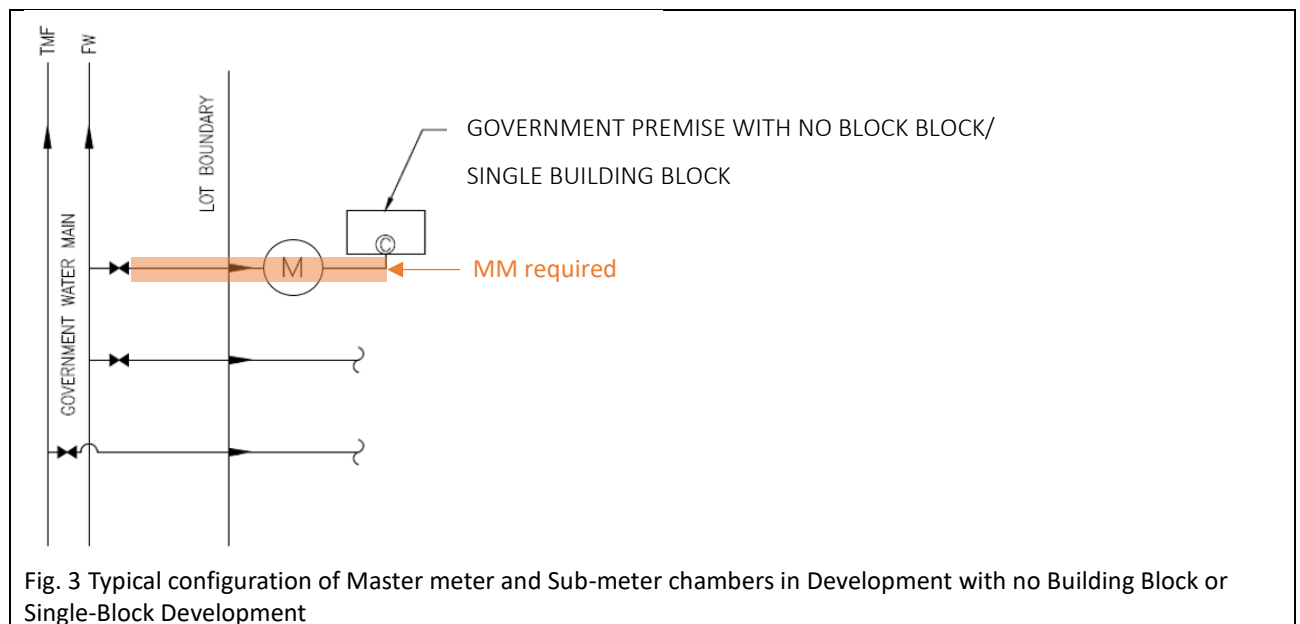 TMF
FW
LOT BOUNDARY
GOVERNMENT WATER MAIN
GOVERNMENT PREMISE WITH NO BLOCK BLOCK/
SINGLE BUILDING BLOCK
C
M
MM required
Fig. 3 Typical configuration of Master meter and Sub-meter chambers in Development with no Building Block or
Single-Block Development